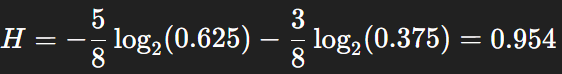 H = −5/8 log₂(0.625) − 3/8 log₂(0.375) = 0.954